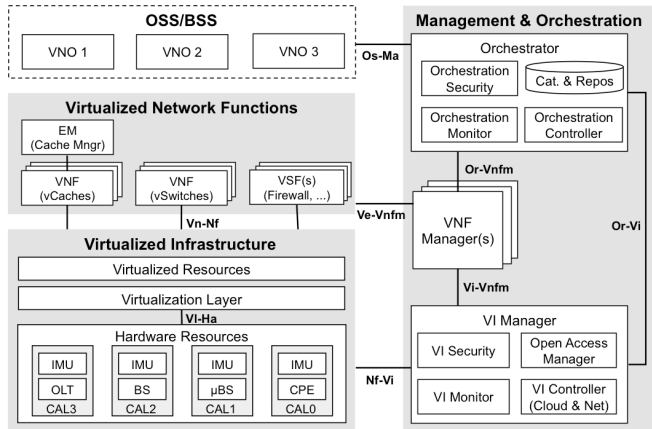 OSS/BSS
VNO 1
VNO 2
VNO 3
Os-Ma
Management & Orchestration
Orchestrator
Orchestration
Security
Cat. & Repos
Orchestration
Monitor
Orchestration
Controller
Virtualized Network Functions
EM
(Cache Mngr)
VNF
(vCaches)
VNF
(vSwitches)
VSF(s)
(Firewall, ...)
Or-Vnfm
Ve-Vnfm
VNF
Manager(s)
Or-Vi
Vn-Nf
Virtualized Infrastructure
Virtualized Resources
Virtualization Layer
VI-Ha
Vi-Vnfm
Hardware Resources
IMU
OLT
CAL3
IMU
BS
CAL2
IMU
µBS
CAL1
IMU
CPE
CAL0
Nf-Vi
VI Manager
VI Security
Open Access
Manager
VI Monitor
VI Controller
(Cloud & Net)